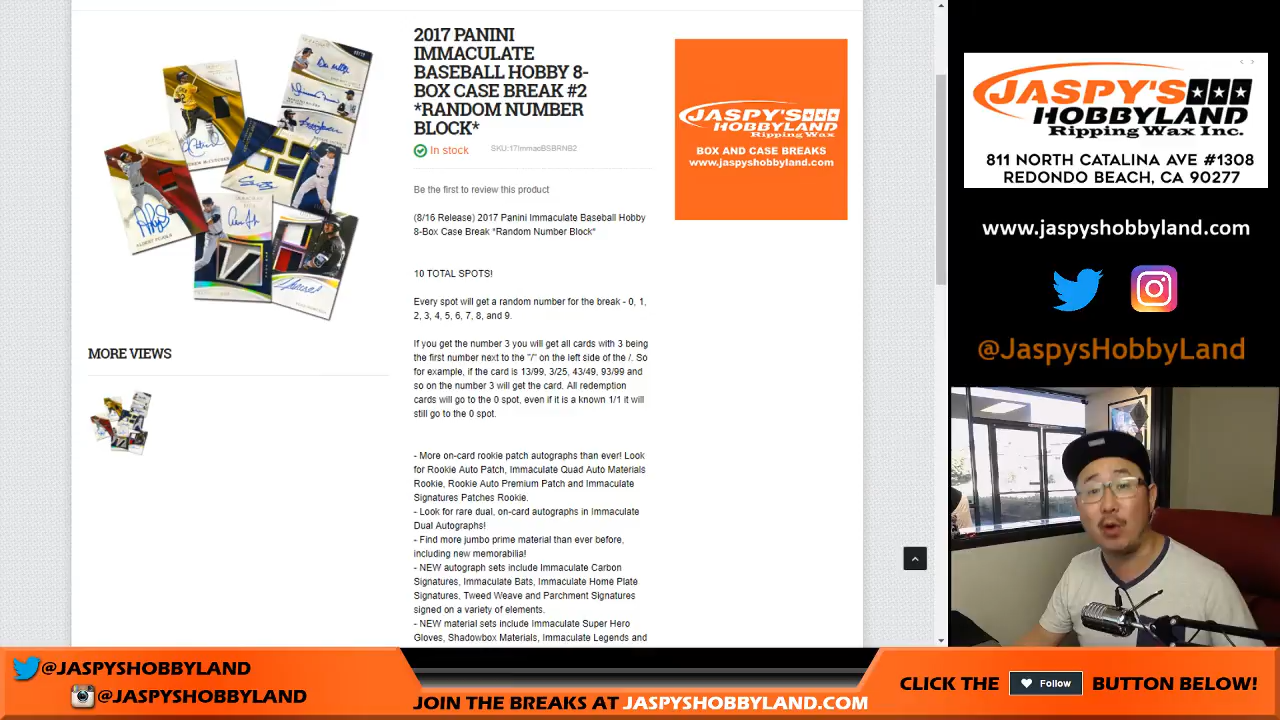 2017 PANINI
IMMACULATE
BASEBALL HOBBY 8-
BOX CASE BREAK #2
*RANDOM NUMBER
BLOCK*
In stock
SKU:17ImmacBSBRNB2
Be the first to review this product
(8/16 Release) 2017 Panini Immaculate Baseball Hobby
8-Box Case Break *Random Number Block*
10 TOTAL SPOTS!
Every spot will get a random number for the break - 0, 1,
2, 3, 4, 5, 6, 7, 8, and 9.
If you get the number 3 you will get all cards with 3 being
the first number next to the "/" on the left side of the /. So
for example, if the card is 13/99, 3/25, 43/49, 93/99 and
so on the number 3 will get the card. All redemption
cards will go to the 0 spot, even if it is a known 1/1 it will
still go to the 0 spot.
- More on-card rookie patch autographs than ever! Look
for Rookie Auto Patch, Immaculate Quad Auto Materials
Rookie, Rookie Auto Premium Patch and Immaculate
Signatures Patches Rookie.
- Look for rare dual, on-card autographs in Immaculate
Dual Autographs!
- Find more jumbo prime material than ever before,
including new memorabilia!
- NEW autograph sets include Immaculate Carbon
Signatures, Immaculate Bats, Immaculate Home Plate
Signatures, Tweed Weave and Parchment Signatures
signed on a variety of elements.
- NEW material sets include Immaculate Super Hero
Gloves, Shadowbox Materials, Immaculate Legends and
MORE VIEWS
JASPY'S
HOBBYLAND
Ripping Wax Inc.
BOX AND CASE BREAKS
www.jaspyshobbyland.com
JASPY'S
HOBBYLAND
Ripping Wax Inc.
811 NORTH CATALINA AVE #1308
REDONDO BEACH, CA 90277
www.jaspyshobbyland.com
@JaspysHobbyLand
@JASPYSHOBBYLAND
@JASPYSHOBBYLAND
JOIN THE BREAKS AT JASPYSHOBBYLAND.COM
CLICK THE Follow BUTTON BELOW!